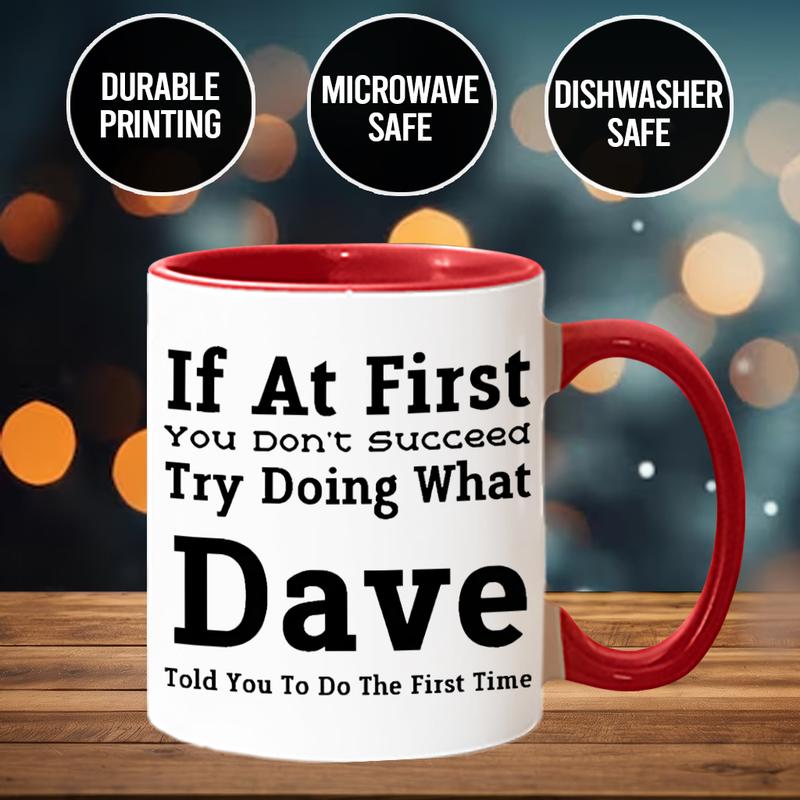 DURABLE
PRINTING
MICROWAVE
SAFE
DISHWASHER
SAFE
If At First
You Don't Succeed
Try Doing What
Dave
Told You To Do The First Time